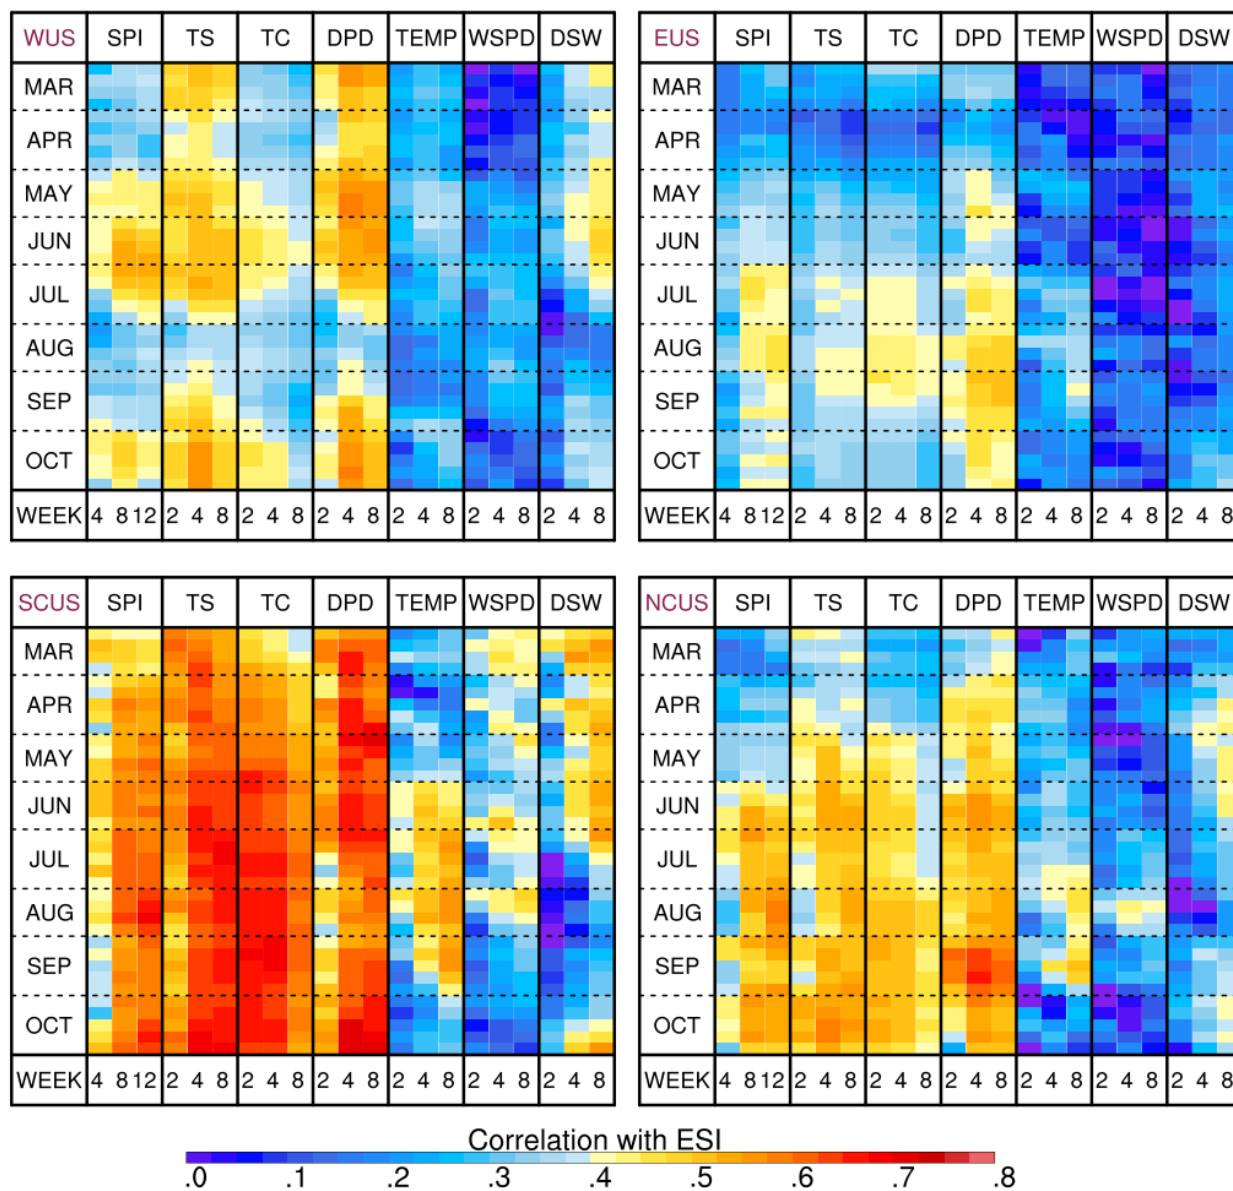 WUS SPI TS TC DPD TEMP WSPD DSW
MAR
APR
MAY
JUN
JUL
AUG
SEP
OCT
WEEK 4 8 12 2 4 8 2 4 8 2 4 8 2 4 8 2 4 8 2 4 8
EUS SPI TS TC DPD TEMP WSPD DSW
MAR
APR
MAY
JUN
JUL
AUG
SEP
OCT
WEEK 4 8 12 2 4 8 2 4 8 2 4 8 2 4 8 2 4 8 2 4 8
SCUS SPI TS TC DPD TEMP WSPD DSW
MAR
APR
MAY
JUN
JUL
AUG
SEP
OCT
WEEK 4 8 12 2 4 8 2 4 8 2 4 8 2 4 8 2 4 8 2 4 8
NCUS SPI TS TC DPD TEMP WSPD DSW
MAR
APR
MAY
JUN
JUL
AUG
SEP
OCT
WEEK 4 8 12 2 4 8 2 4 8 2 4 8 2 4 8 2 4 8 2 4 8
Correlation with ESI
.0 .1 .2 .3 .4 .5 .6 .7 .8